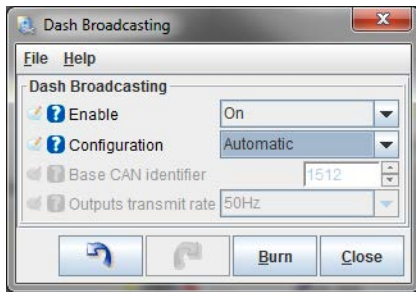 Dash Broadcasting
File Help
Dash Broadcasting
Enable On
Configuration Automatic
Base CAN identifier 1512
Outputs transmit rate 50Hz
Burn Close